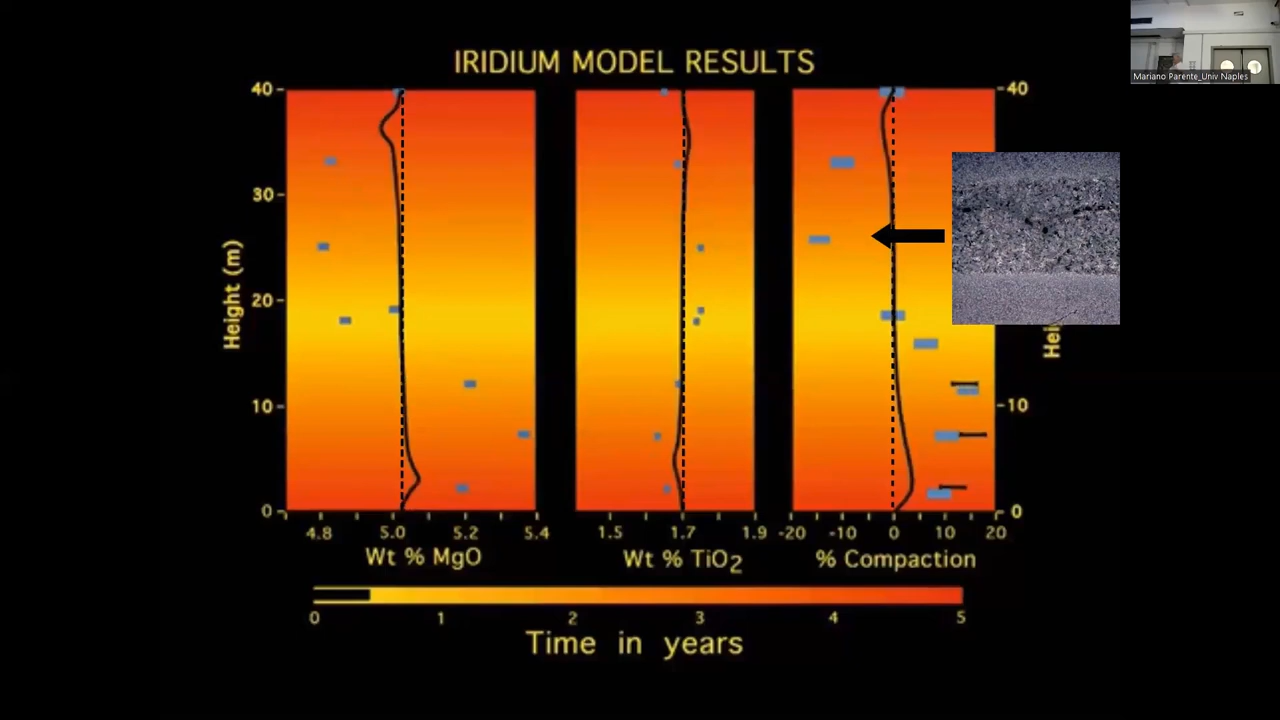 Mariano Parente_Univ Naples
IRIDIUM MODEL RESULTS
40
30
20
10
0
Height (m)
4.8 5.0 5.2 5.4
Wt % MgO
1.5 1.7 1.9
Wt % TiO2
-20 -10 0 10 20
% Compaction
40
10
0
Hei
0 1 2 3 4 5
Time in years